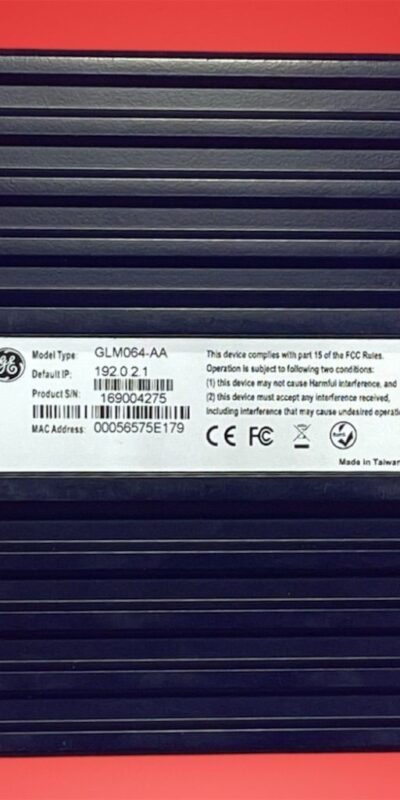 GE
Model Type: GLM064-AA
Default IP: 192.0.2.1
Product S/N:
169004275
MAC Address: 00056575E179
This device complies with part 15 of the FCC Rules.
Operation is subject to following two conditions:
(1) this device may not cause Harmful interference, and
(2) this device must accept any interference received,
including interference that may cause undesired operatio
CE FC RoHS
Made in Taiwan